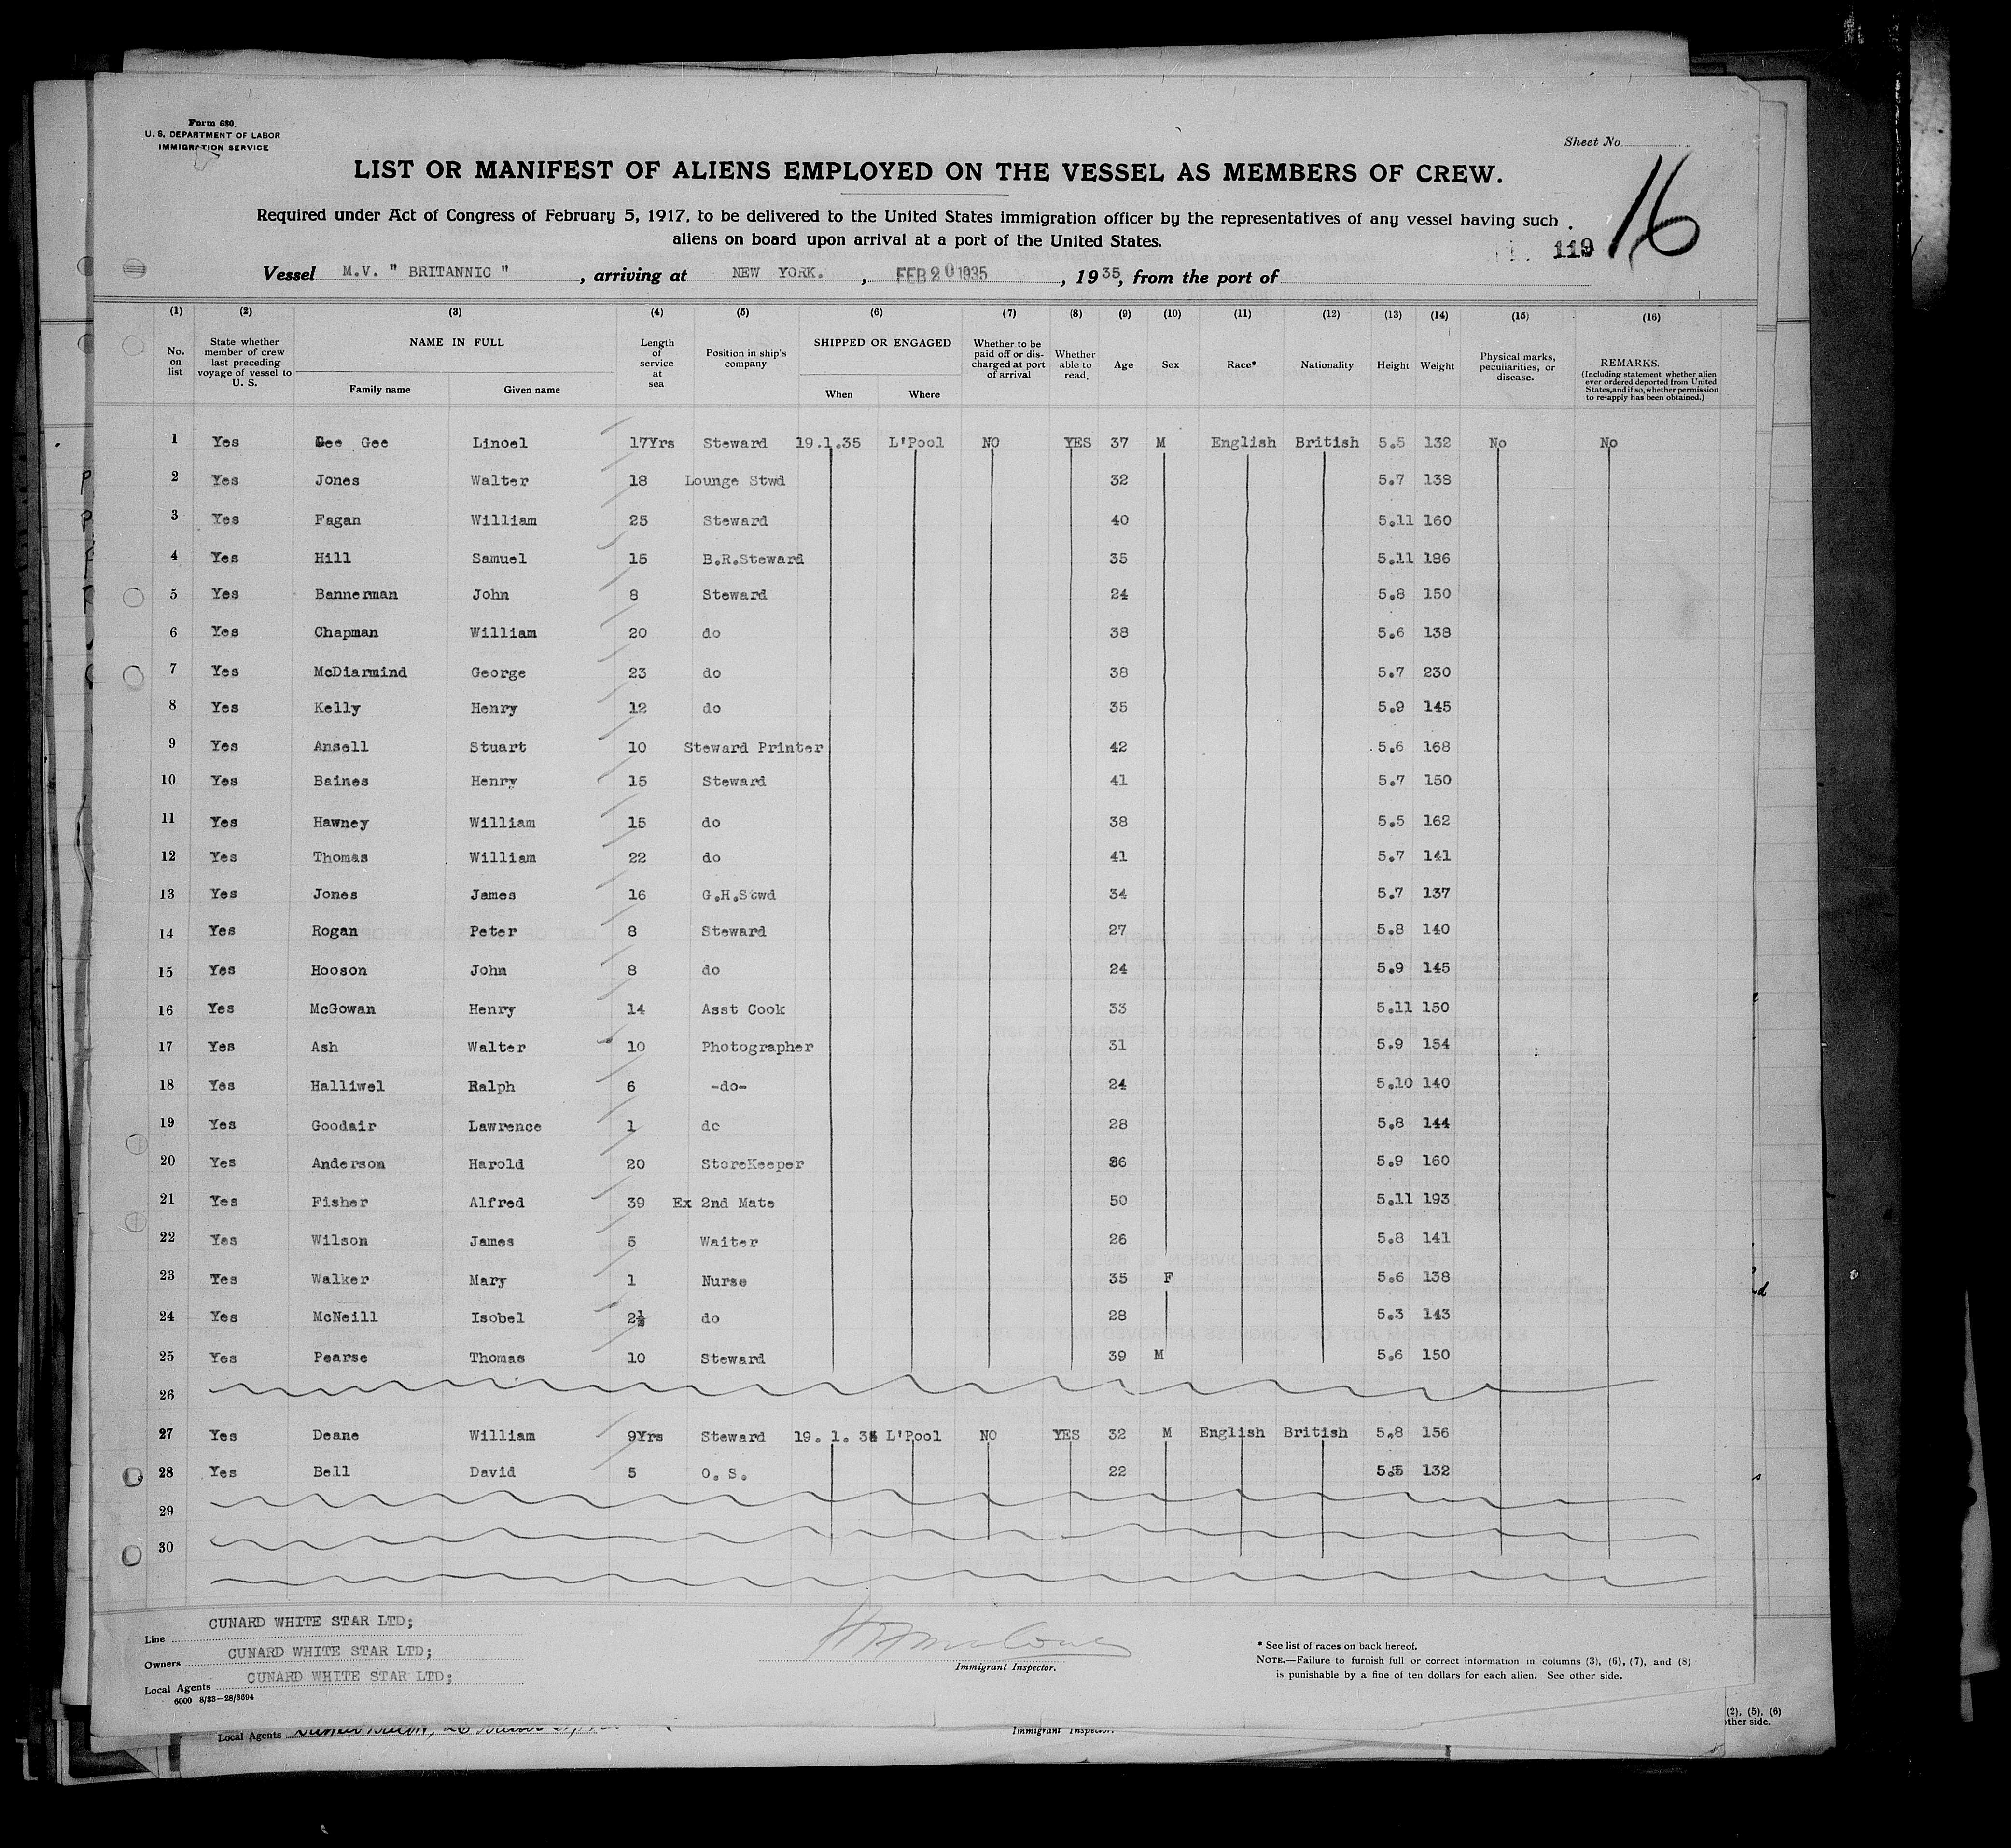 Form 680.
U. S. DEPARTMENT OF LABOR
IMMIGRATION SERVICE
Sheet No.
LIST OR MANIFEST OF ALIENS EMPLOYED ON THE VESSEL AS MEMBERS OF CREW.
16
Required under Act of Congress of February 5, 1917, to be delivered to the United States immigration officer by the representatives of any vessel having such
aliens on board upon arrival at a port of the United States.
119
Vessel M.V. " BRITANNIC " , arriving at NEW YORK. , FEB 20 1935 , 1935, from the port of
(1) (2) (3) (4) (5) (6) (7) (8) (9) (10) (11) (12) (13) (14) (15) (16)
No. on list State whether member of crew last preceding voyage of vessel to U. S. NAME IN FULL Family name Given name Length of service at sea Position in ship's company SHIPPED OR ENGAGED When Where Whether to be paid off or discharged at port of arrival Whether able to read. Age Sex Race* Nationality Height Weight Physical marks, peculiarities, or disease. REMARKS. (Including statement whether alien ever ordered deported from United States, and if so, whether permission to re-apply has been obtained.)
1 Yes Gee Gee Linoel 17Yrs Steward 19.1.35 L'Pool NO YES 37 M English British 5.5 132 No No
2 Yes Jones Walter 18 Lounge Stwd 32 5.7 138
3 Yes Fagan William 25 Steward 40 5.11 160
4 Yes Hill Samuel 15 B.R.Steward 35 5.11 186
5 Yes Bannerman John 8 Steward 24 5.8 150
6 Yes Chapman William 20 do 38 5.6 138
7 Yes McDiarmind George 23 do 38 5.7 230
8 Yes Kelly Henry 12 do 35 5.9 145
9 Yes Ansell Stuart 10 Steward Printer 42 5.6 168
10 Yes Baines Henry 15 Steward 41 5.7 150
11 Yes Hawney William 15 do 38 5.5 162
12 Yes Thomas William 22 do 41 5.7 141
13 Yes Jones James 16 G.H.Stwd 34 5.7 137
14 Yes Rogan Peter 8 Steward 27 5.8 140
15 Yes Hooson John 8 do 24 5.9 145
16 Yes McGowan Henry 14 Asst Cook 33 5.11 150
17 Yes Ash Walter 10 Photographer 31 5.9 154
18 Yes Halliwel Ralph 6 -do- 24 5.10 140
19 Yes Goodair Lawrence 1 do 28 5.8 144
20 Yes Anderson Harold 20 StoreKeeper 36 5.9 160
21 Yes Fisher Alfred 39 Ex 2nd Mate 50 5.11 193
22 Yes Wilson James 5 Waiter 26 5.8 141
23 Yes Walker Mary 1 Nurse 35 F 5.6 138
24 Yes McNeill Isobel 2½ do 28 5.3 143
25 Yes Pearse Thomas 10 Steward 39 M 5.6 150
26
27 Yes Deane William 9Yrs Steward 19. 1. 35 L'Pool NO YES 32 M English British 5.8 156
28 Yes Bell David 5 O. S. 22 5.5 132
29
30
Line CUNARD WHITE STAR LTD;
Owners CUNARD WHITE STAR LTD;
Local Agents CUNARD WHITE STAR LTD;
6000 8/33—28/3694
Immigrant Inspector.
* See list of races on back hereof.
NOTE.—Failure to furnish full or correct information in columns (3), (6), (7), and (8)
is punishable by a fine of ten dollars for each alien. See other side.
(2), (5), (6)
other side.
Local Agents
Immigrant Inspector.